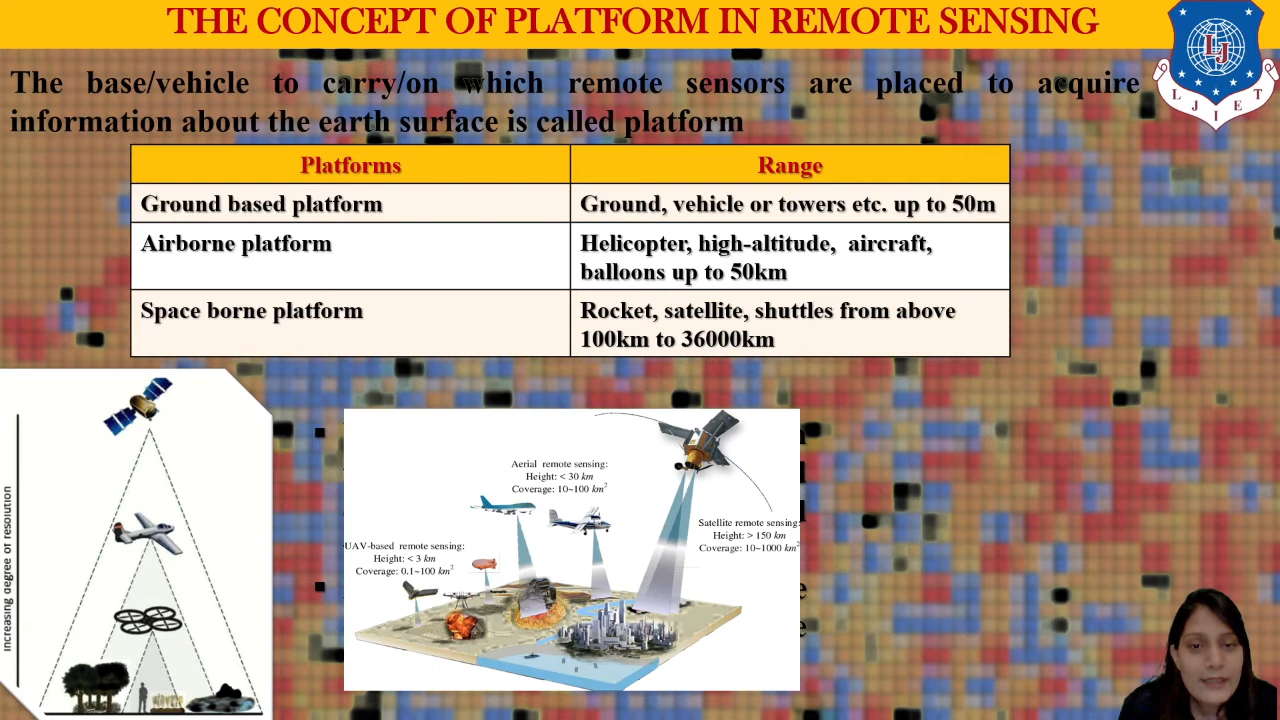 THE CONCEPT OF PLATFORM IN REMOTE SENSING
LJIET
The base/vehicle to carry/on which remote sensors are placed to acquire
information about the earth surface is called platform
Platforms
Range
Ground based platform
Ground, vehicle or towers etc. up to 50m
Airborne platform
Helicopter, high-altitude, aircraft,
balloons up to 50km
Space borne platform
Rocket, satellite, shuttles from above
100km to 36000km
increasing degree of resolution
Aerial remote sensing:
Height: < 30 km
Coverage: 10~100 km²
Satellite remote sensing:
Height: > 150 km
Coverage: 10~1000 km²
UAV-based remote sensing:
Height: < 3 km
Coverage: 0.1~100 km²